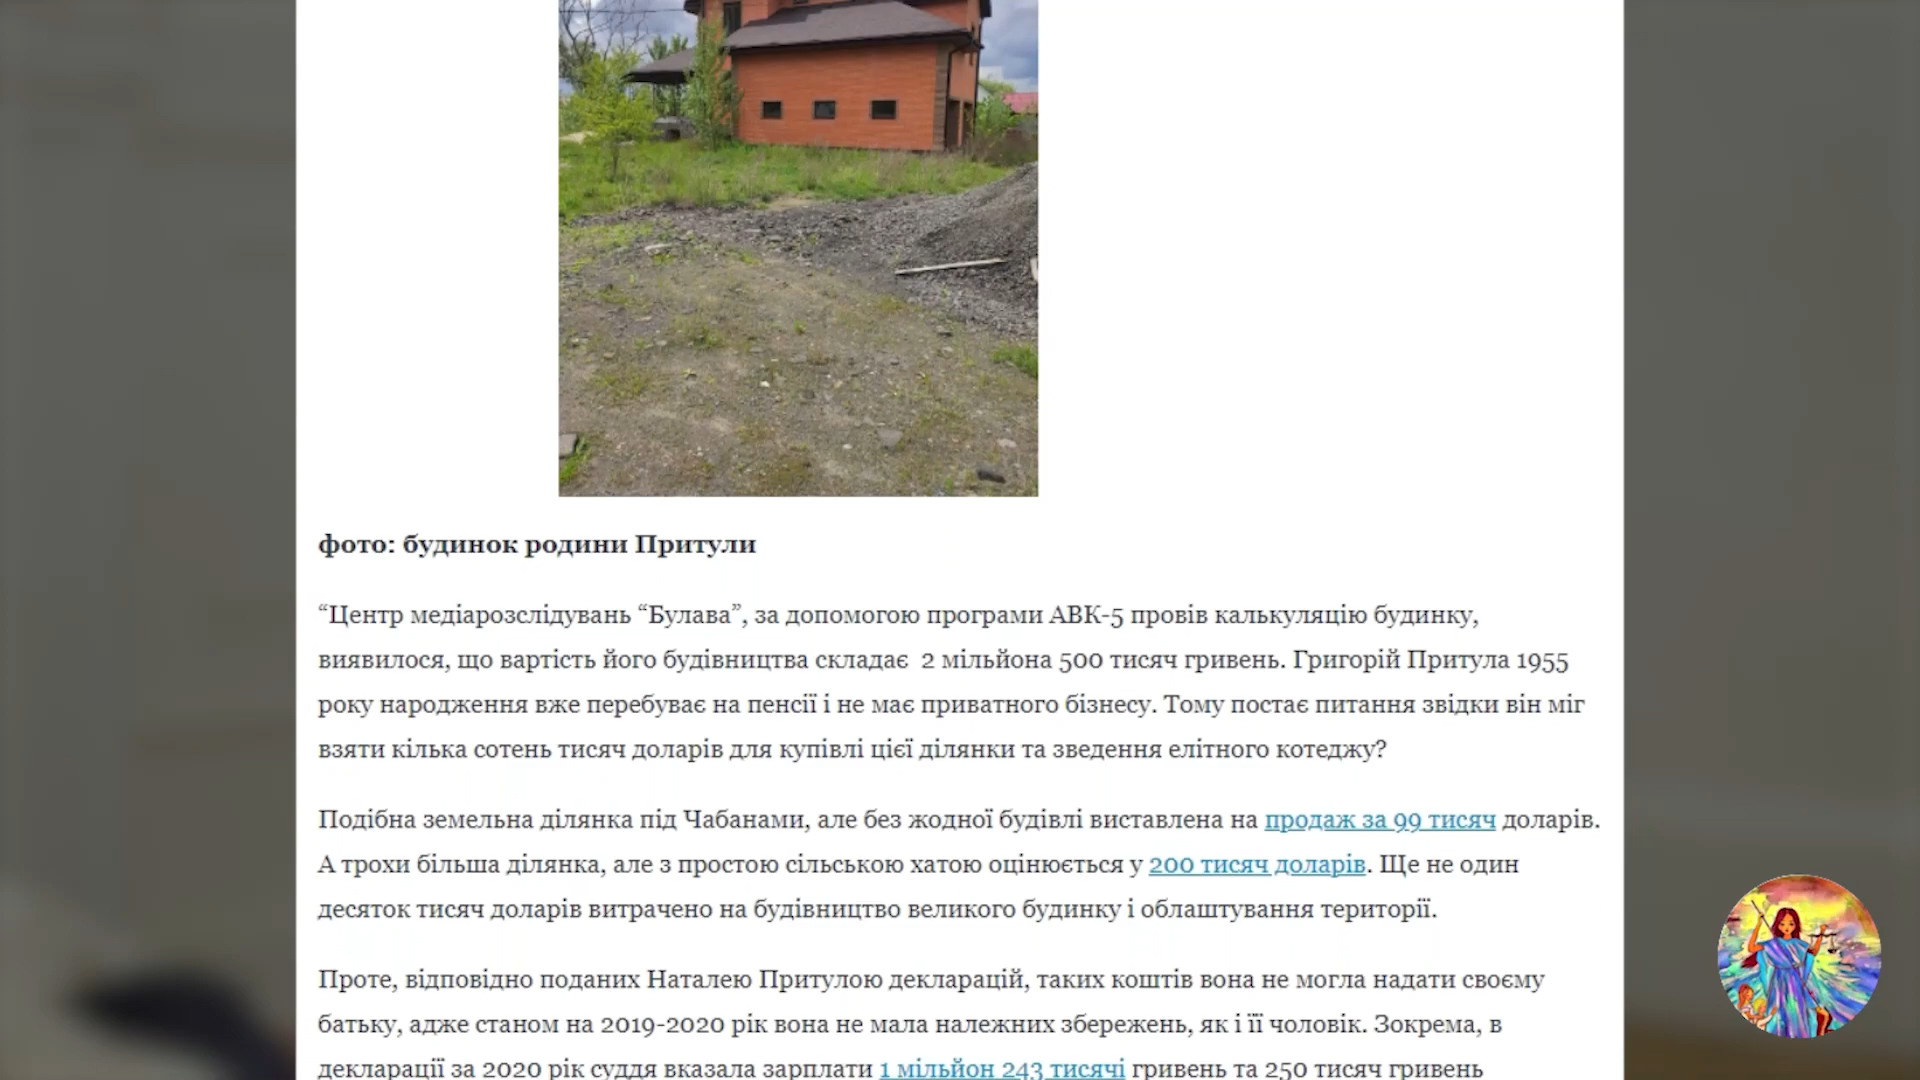 фото: будинок родини Притули
“Центр медіарозслідувань “Булава”, за допомогою програми АВК-5 провів калькуляцію будинку,
виявилося, що вартість його будівництва складає 2 мільйона 500 тисяч гривень. Григорій Притула 1955
року народження вже перебуває на пенсії і не має приватного бізнесу. Тому постає питання звідки він міг
взяти кілька сотень тисяч доларів для купівлі цієї ділянки та зведення елітного котеджу?
Подібна земельна ділянка під Чабанами, але без жодної будівлі виставлена на продаж за 99 тисяч доларів.
А трохи більша ділянка, але з простою сільською хатою оцінюється у 200 тисяч доларів. Ще не один
десяток тисяч доларів витрачено на будівництво великого будинку і облаштування території.
Проте, відповідно поданих Наталею Притулою декларацій, таких коштів вона не могла надати своєму
батьку, адже станом на 2019-2020 рік вона не мала належних збережень, як і її чоловік. Зокрема, в
декларації за 2020 рік суддя вказала зарплати 1 мільйон 243 тисячі гривень та 250 тисяч гривень